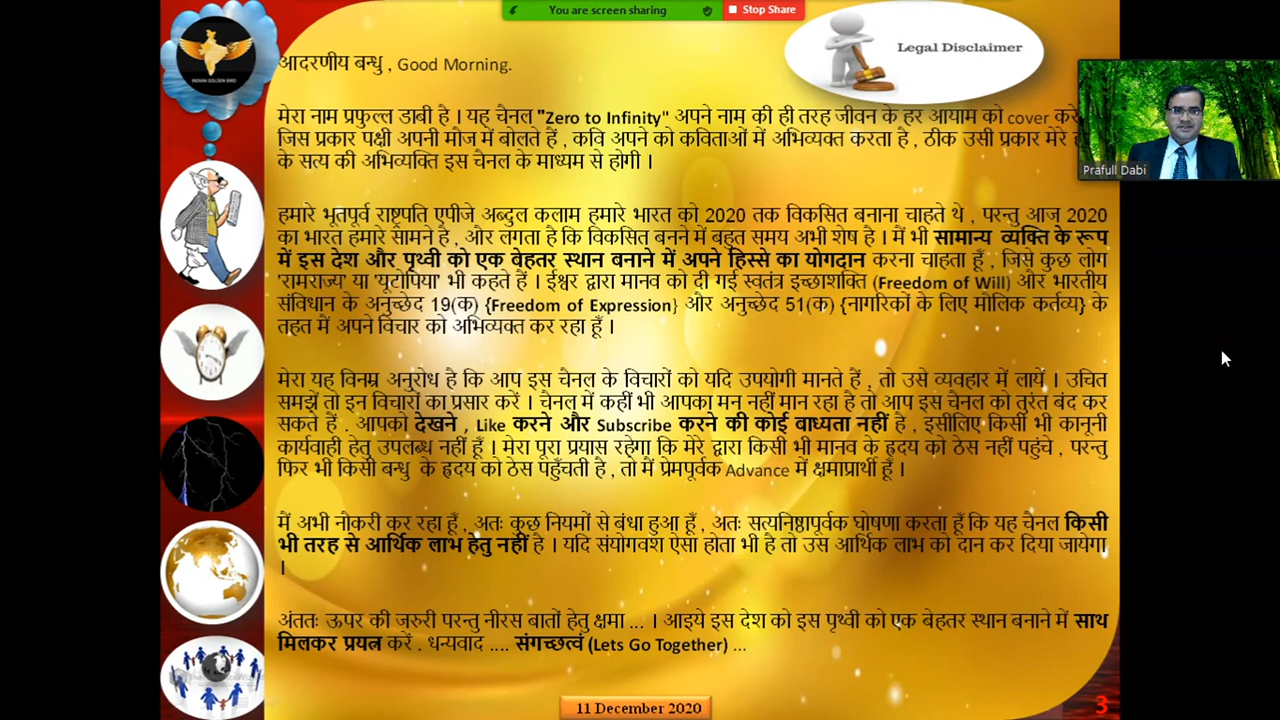 You are screen sharing
Stop Share
Legal Disclaimer
INDIAN GOLDEN BIRD
Prafull Dabi
आदरणीय बन्धु , Good Morning.
मेरा नाम प्रफुल्ल डाबी है । यह चैनल "Zero to Infinity" अपने नाम की ही तरह जीवन के हर आयाम को cover करे
जिस प्रकार पक्षी अपनी मौज में बोलते हैं , कवि अपने को कविताओं में अभिव्यक्त करता है , ठीक उसी प्रकार मेरे
के सत्य की अभिव्यक्ति इस चैनल के माध्यम से होगी ।
हमारे भूतपूर्व राष्ट्रपति एपीजे अब्दुल कलाम हमारे भारत को 2020 तक विकसित बनाना चाहते थे , परन्तु आज 2020
का भारत हमारे सामने है , और लगता है कि विकसित बनने में बहुत समय अभी शेष है । मैं भी सामान्य व्यक्ति के रूप
में इस देश और पृथ्वी को एक बेहतर स्थान बनाने में अपने हिस्से का योगदान करना चाहता हूँ , जिसे कुछ लोग
'रामराज्य' या 'यूटोपिया' भी कहते हैं । ईश्वर द्वारा मानव को दी गई स्वतंत्र इच्छाशक्ति (Freedom of Will) और भारतीय
संविधान के अनुच्छेद 19(क) {Freedom of Expression} और अनुच्छेद 51(क) {नागरिकों के लिए मौलिक कर्तव्य} के
तहत मैं अपने विचार को अभिव्यक्त कर रहा हूँ ।
मेरा यह विनम्र अनुरोध है कि आप इस चैनल के विचारों को यदि उपयोगी मानते हैं , तो उसे व्यवहार में लायें । उचित
समझें तो इन विचारों का प्रसार करें । चैनल में कहीं भी आपका मन नहीं मान रहा है तो आप इस चैनल को तुरंत बंद कर
सकते हैं . आपको देखने , Like करने और Subscribe करने की कोई बाध्यता नहीं है , इसीलिए किसी भी कानूनी
कार्यवाही हेतु उपलब्ध नहीं हूँ । मेरा पूरा प्रयास रहेगा कि मेरे द्वारा किसी भी मानव के ह्रदय को ठेस नहीं पहुंचे , परन्तु
फिर भी किसी बन्धु के ह्रदय को ठेस पहुँचती है , तो मैं प्रेमपूर्वक Advance में क्षमाप्रार्थी हूँ ।
मैं अभी नौकरी कर रहा हूँ , अतः कुछ नियमों से बंधा हुआ हूँ , अतः सत्यनिष्ठापूर्वक घोषणा करता हूँ कि यह चैनल किसी
भी तरह से आर्थिक लाभ हेतु नहीं है । यदि संयोगवश ऐसा होता भी है तो उस आर्थिक लाभ को दान कर दिया जायेगा
।
अंततः ऊपर की जरुरी परन्तु नीरस बातों हेतु क्षमा ... । आइये इस देश को इस पृथ्वी को एक बेहतर स्थान बनाने में साथ
मिलकर प्रयत्न करें . धन्यवाद .... संगच्छत्वं (Lets Go Together) ...
11 December 2020
3